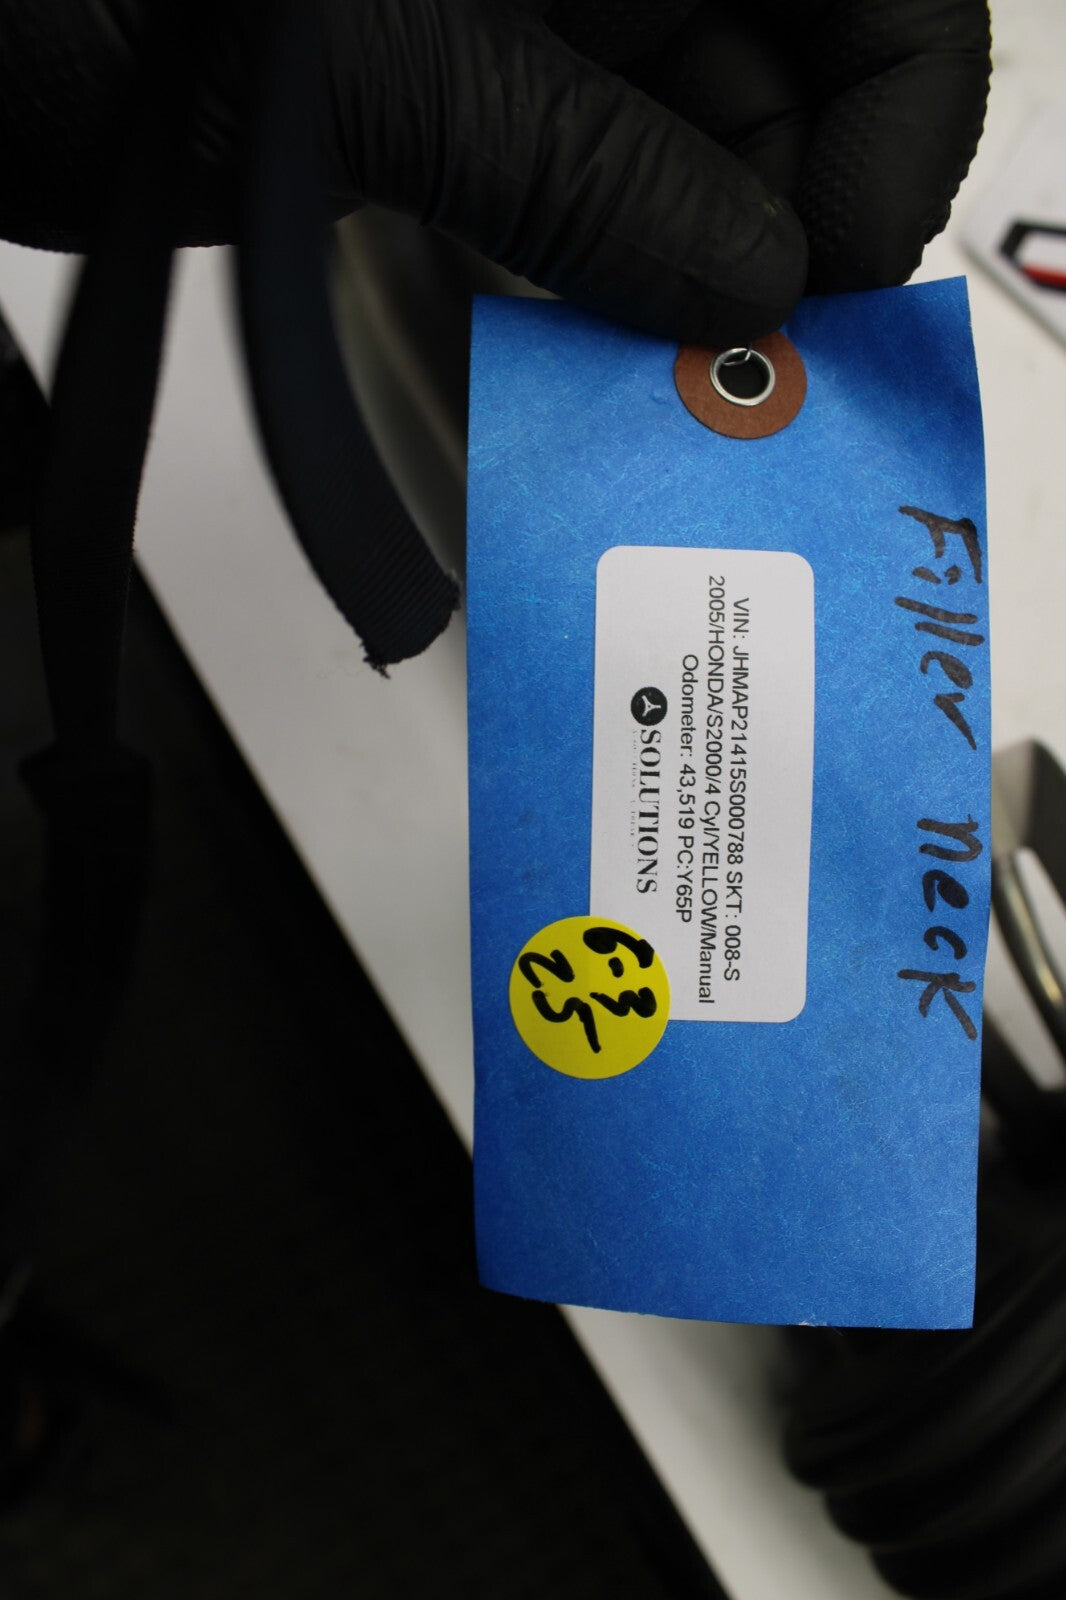 Filler neck
VIN: JHMAP21415S000788 SKT: 008-S
2005/HONDA/S2000/4 Cyl/YELLOW/Manual
Odometer: 43,519 PC:Y65P
SOLUTIONS
6-3
25